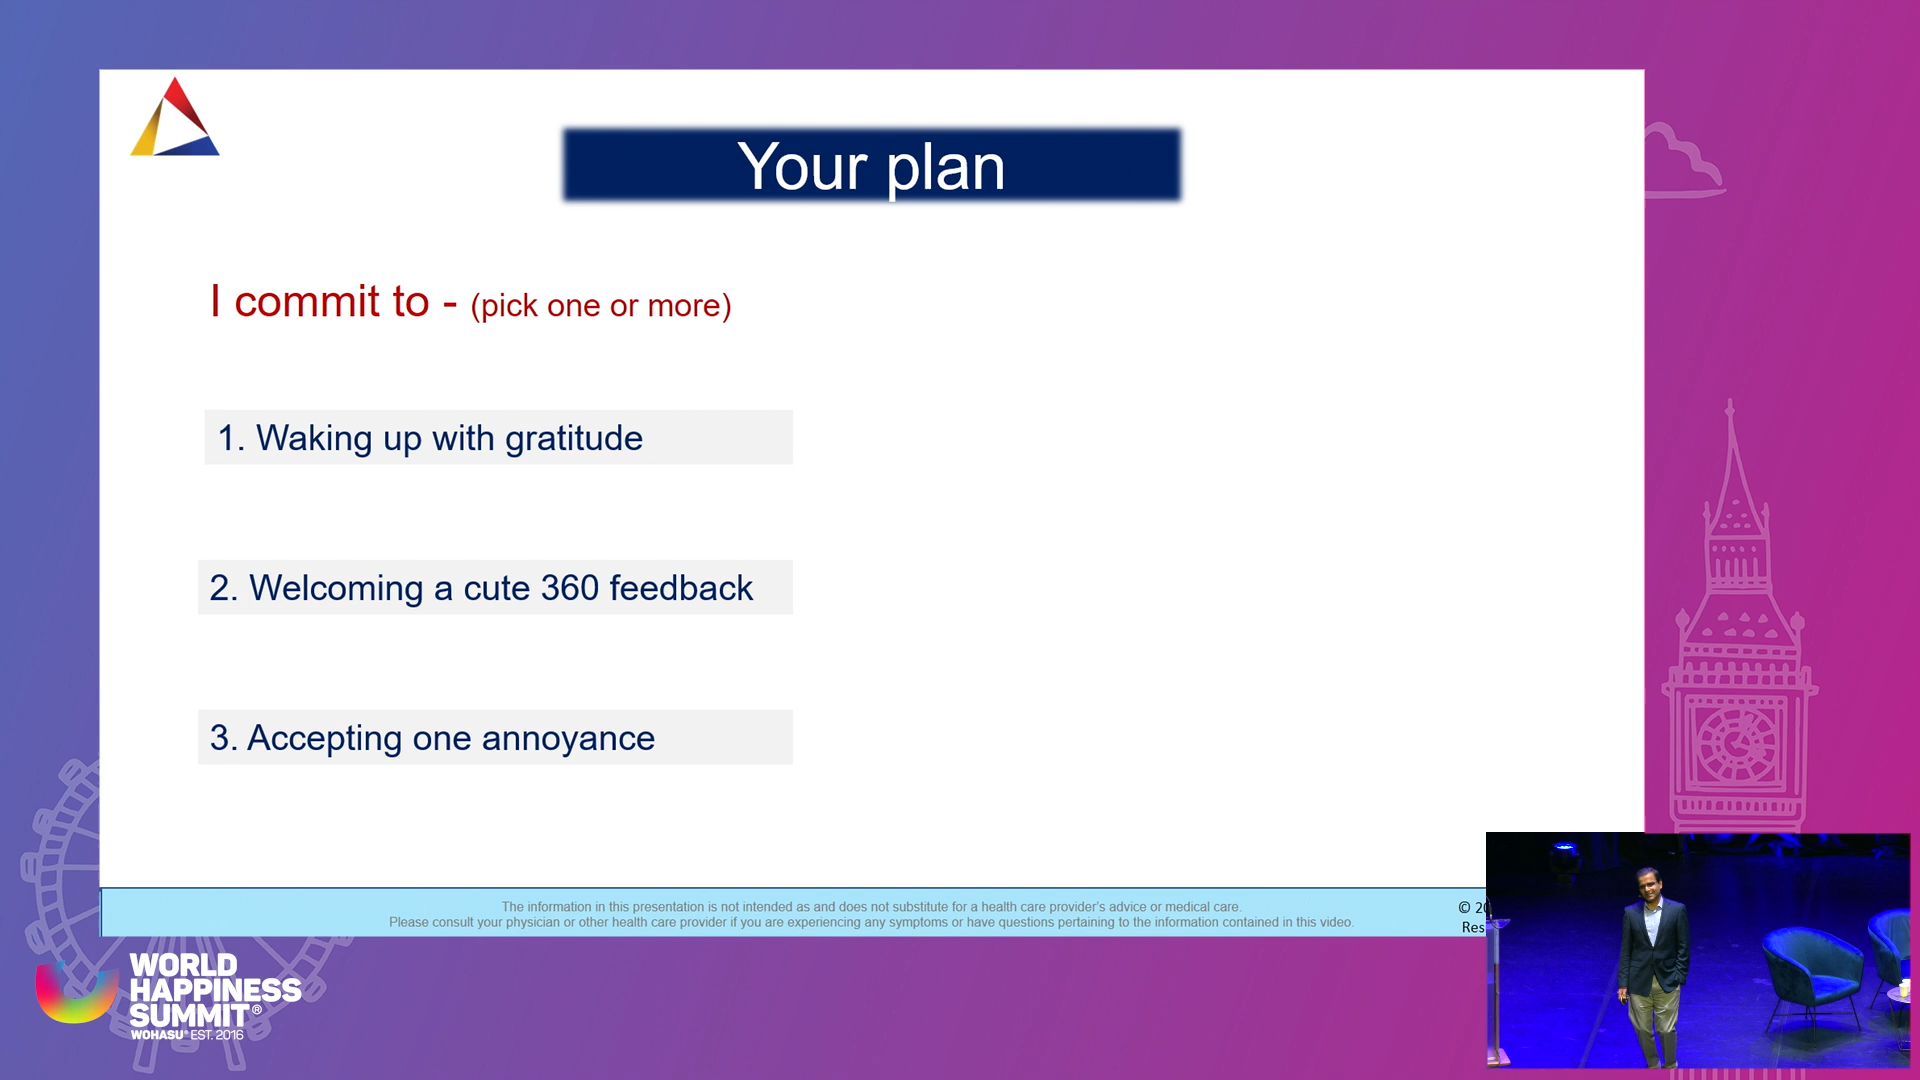 Your plan
I commit to - (pick one or more)
1. Waking up with gratitude
2. Welcoming a cute 360 feedback
3. Accepting one annoyance
The information in this presentation is not intended as and does not substitute for a health care provider's advice or medical care.
Please consult your physician or other health care provider if you are experiencing any symptoms or have questions pertaining to the information contained in this video.
© 20
Res
WORLD
HAPPINESS
SUMMIT®
WOHASU® EST. 2016